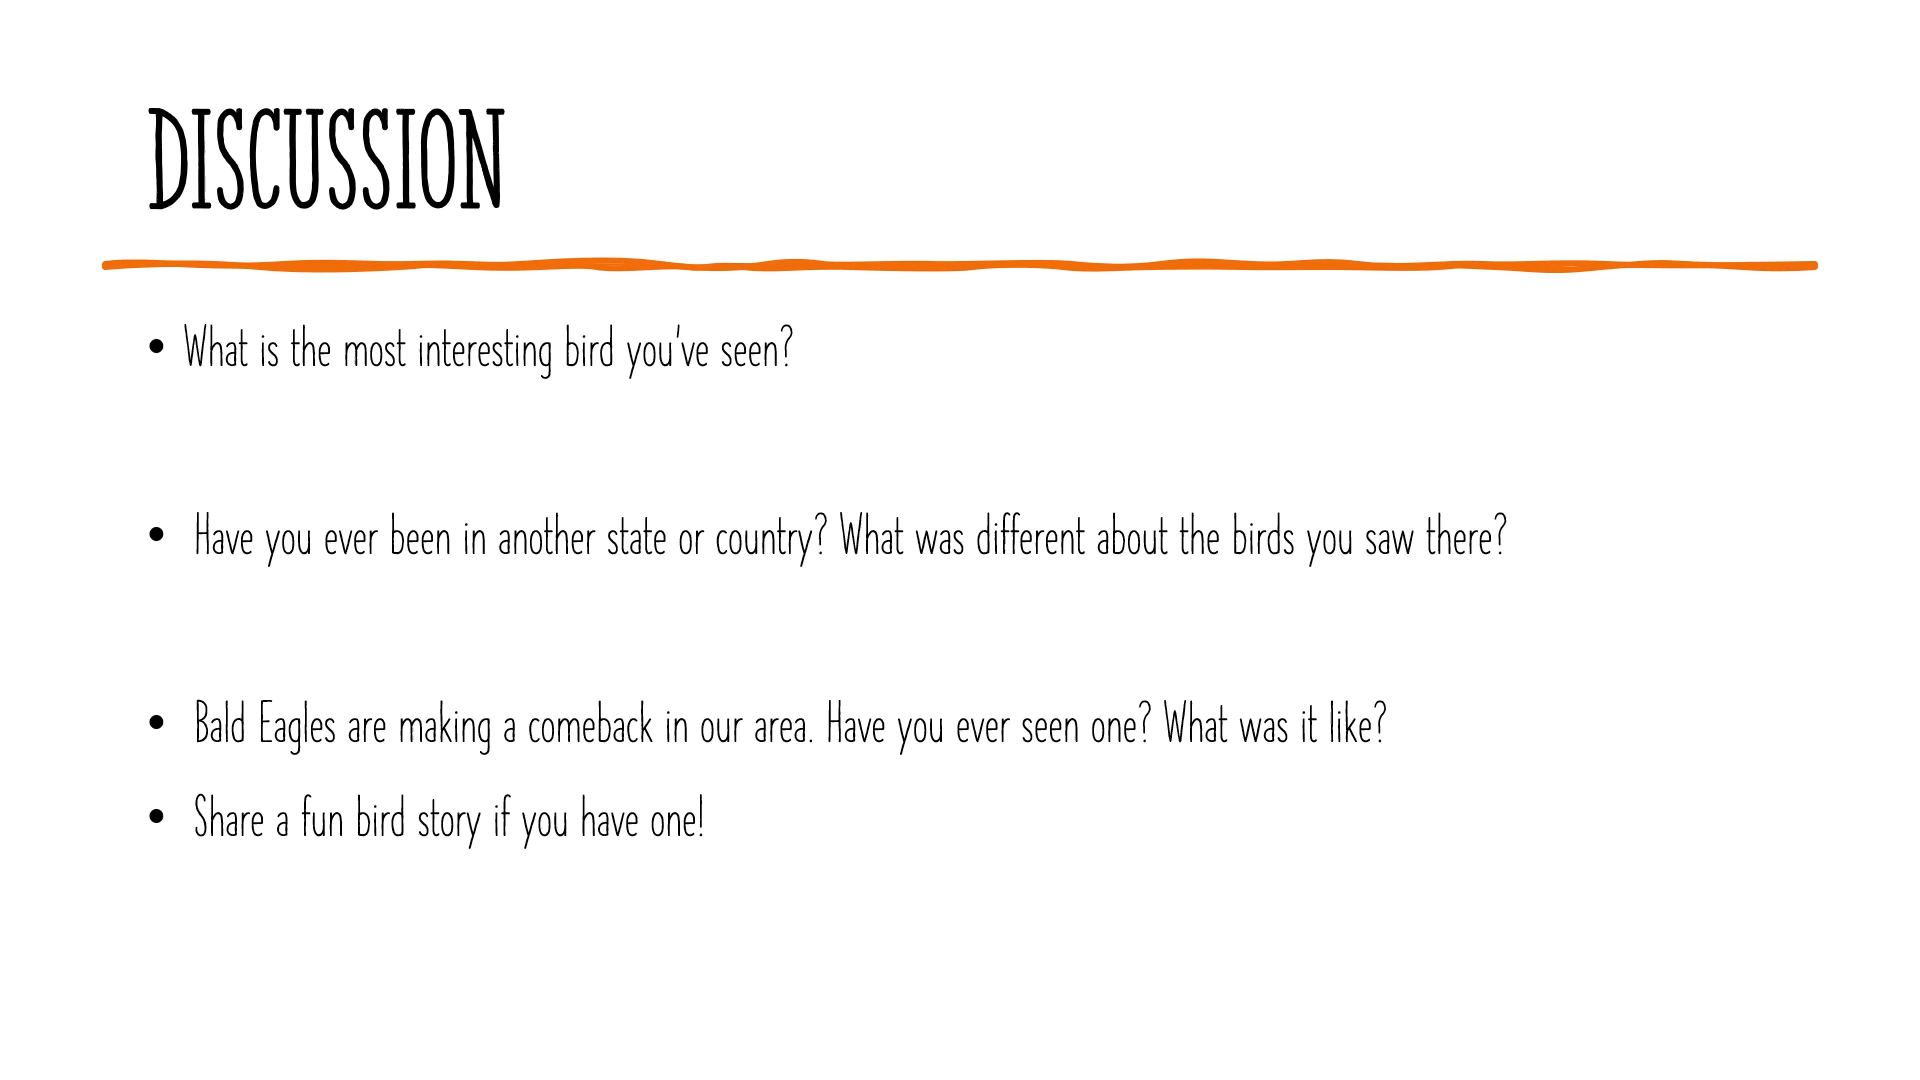 DISCUSSION
• What is the most interesting bird you've seen?
• Have you ever been in another state or country? What was different about the birds you saw there?
• Bald Eagles are making a comeback in our area. Have you ever seen one? What was it like?
• Share a fun bird story if you have one!